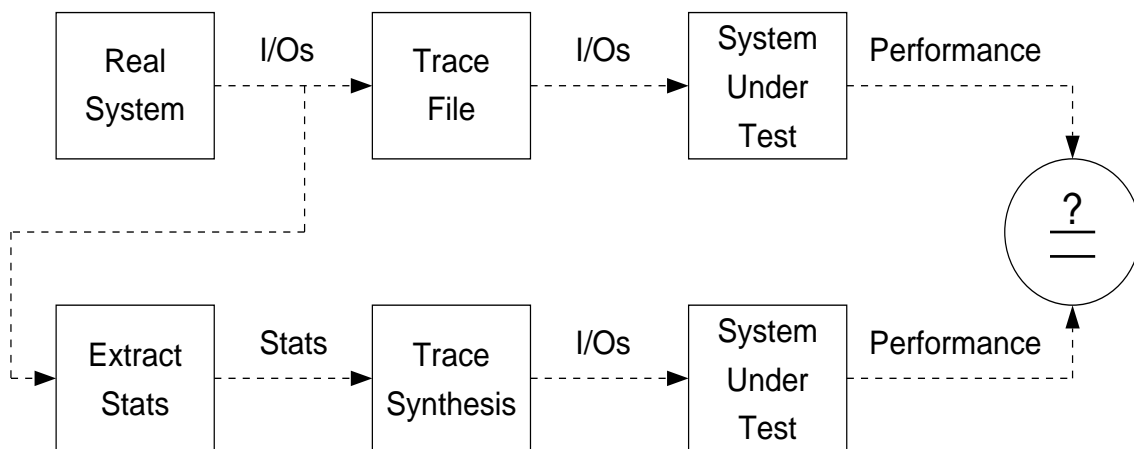 Real
System
I/Os
Trace
File
I/Os
System
Under
Test
Performance
?
=
Extract
Stats
Stats
Trace
Synthesis
I/Os
System
Under
Test
Performance